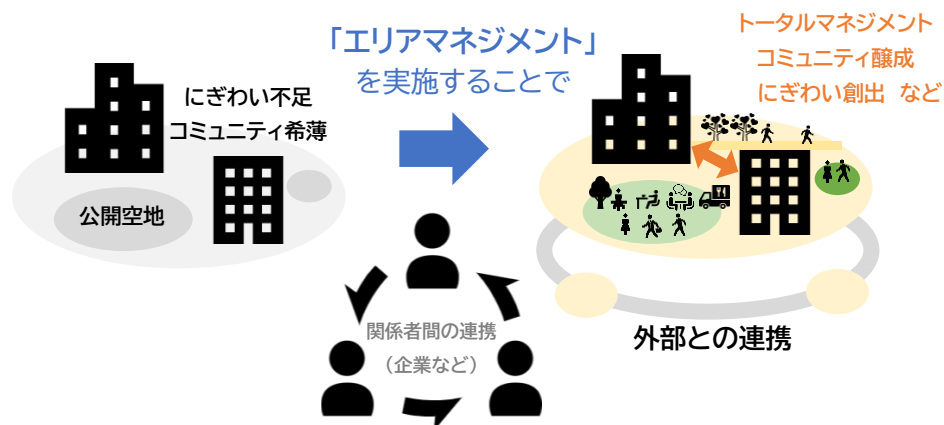 「エリアマネジメント」
を実施することで
トータルマネジメント
コミュニティ醸成
にぎわい創出 など
にぎわい不足
コミュニティ希薄
公開空地
関係者間の連携
（企業など）
外部との連携